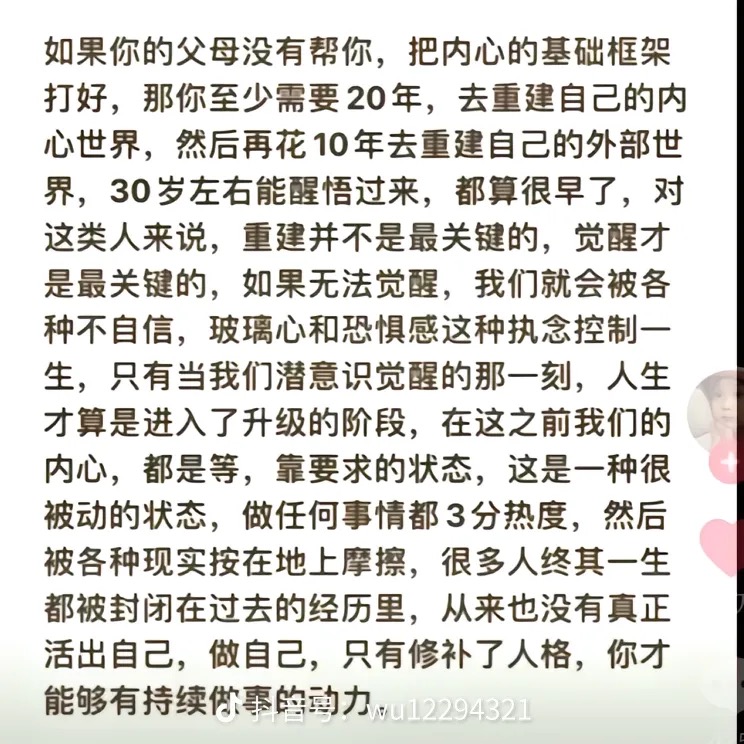 如果你的父母没有帮你，把内心的基础框架
打好，那你至少需要20年，去重建自己的内
心世界，然后再花10年去重建自己的外部世
界，30岁左右能醒悟过来，都算很早了，对
这类人来说，重建并不是最关键的，觉醒才
是最关键的，如果无法觉醒，我们就会被各
种不自信，玻璃心和恐惧感这种执念控制一
生，只有当我们潜意识觉醒的那一刻，人生
才算是进入了升级的阶段，在这之前我们的
内心，都是等，靠要求的状态，这是一种很
被动的状态，做任何事情都3分热度，然后
被各种现实按在地上摩擦，很多人终其一生
都被封闭在过去的经历里，从来也没有真正
活出自己，做自己，只有修补了人格，你才
能够有持续做事的动力
抖音号：wu12294321